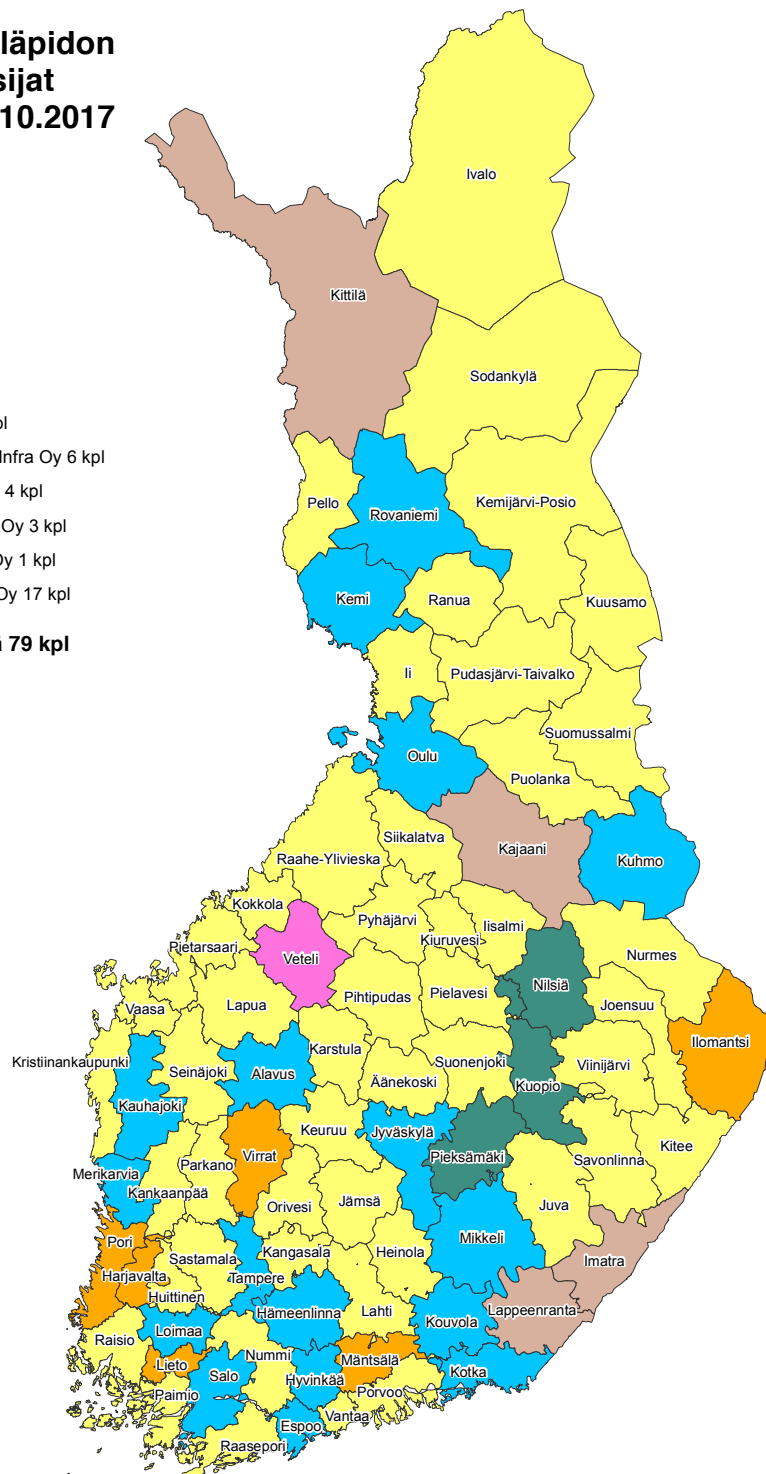 läpidon
sijat
10.2017
pl
Infra Oy 6 kpl
4 kpl
Oy 3 kpl
Oy 1 kpl
Oy 17 kpl
ä 79 kpl
Ivalo
Kittilä
Sodankylä
Pello
Rovaniemi
Kemijärvi-Posio
Kemi
Ranua
Kuusamo
Ii
Pudasjärvi-Taivalko
Suomussalmi
Oulu
Puolanka
Siikalatva
Raahe-Ylivieska
Kajaani
Kuhmo
Kokkola
Pyhäjärvi
Iisalmi
Kiuruvesi
Pietarsaari
Veteli
Nurmes
Nilsiä
Pihtipudas
Pielavesi
Joensuu
Vaasa
Lapua
Ilomantsi
Kristiinankaupunki
Karstula
Suonenjoki
Viinijärvi
Seinäjoki
Alavus
Äänekoski
Kuopio
Kauhajoki
Keuruu
Jyväskylä
Kitee
Virrat
Pieksämäki
Savonlinna
Parkano
Merikarvia
Kankaanpää
Orivesi
Jämsä
Juva
Mikkeli
Pori
Kangasala
Heinola
Sastamala
Imatra
Harjavalta
Tampere
Huittinen
Lappeenranta
Hämeenlinna
Lahti
Kouvola
Loimaa
Raisio
Nummi
Mäntsälä
Lieto
Salo
Kotka
Hyvinkää
Paimio
Porvoo
Vantaa
Espoo
Raasepori